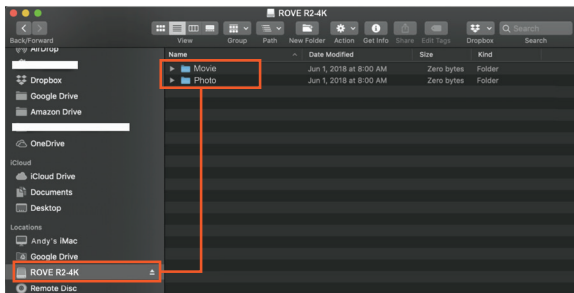 ROVE R2-4K
Back/Forward View Group Path New Folder Action Get Info Share Edit Tags Dropbox Search
Search
AirDrop
Name Date Modified Size Kind
Movie Jun 1, 2018 at 8:00 AM Zero bytes Folder
Photo Jun 1, 2018 at 8:00 AM Zero bytes Folder
Dropbox
Google Drive
Amazon Drive
OneDrive
iCloud
iCloud Drive
Documents
Desktop
Locations
Andy's iMac
Google Drive
ROVE R2-4K
Remote Disc